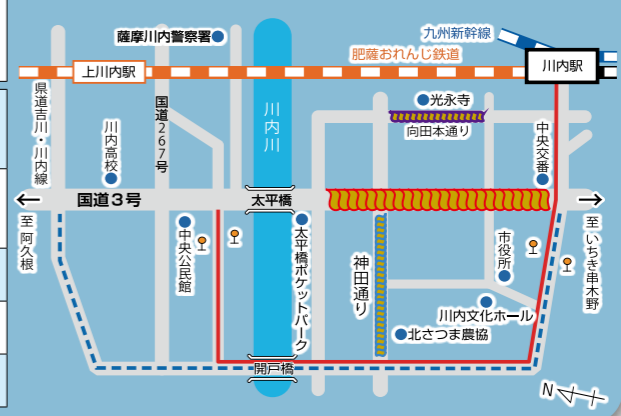 薩摩川内警察署
九州新幹線
肥薩おれんじ鉄道
上川内駅
川内駅
県道吉川・川内線
川内高校
国道267号
川内川
光永寺
向田本通り
中央交番
国道3号
太平橋
至 阿久根
中央公民館
太平橋ポケットパーク
神田通り
市役所
至 いちき串木野
川内文化ホール
北さつま農協
開戸橋
N